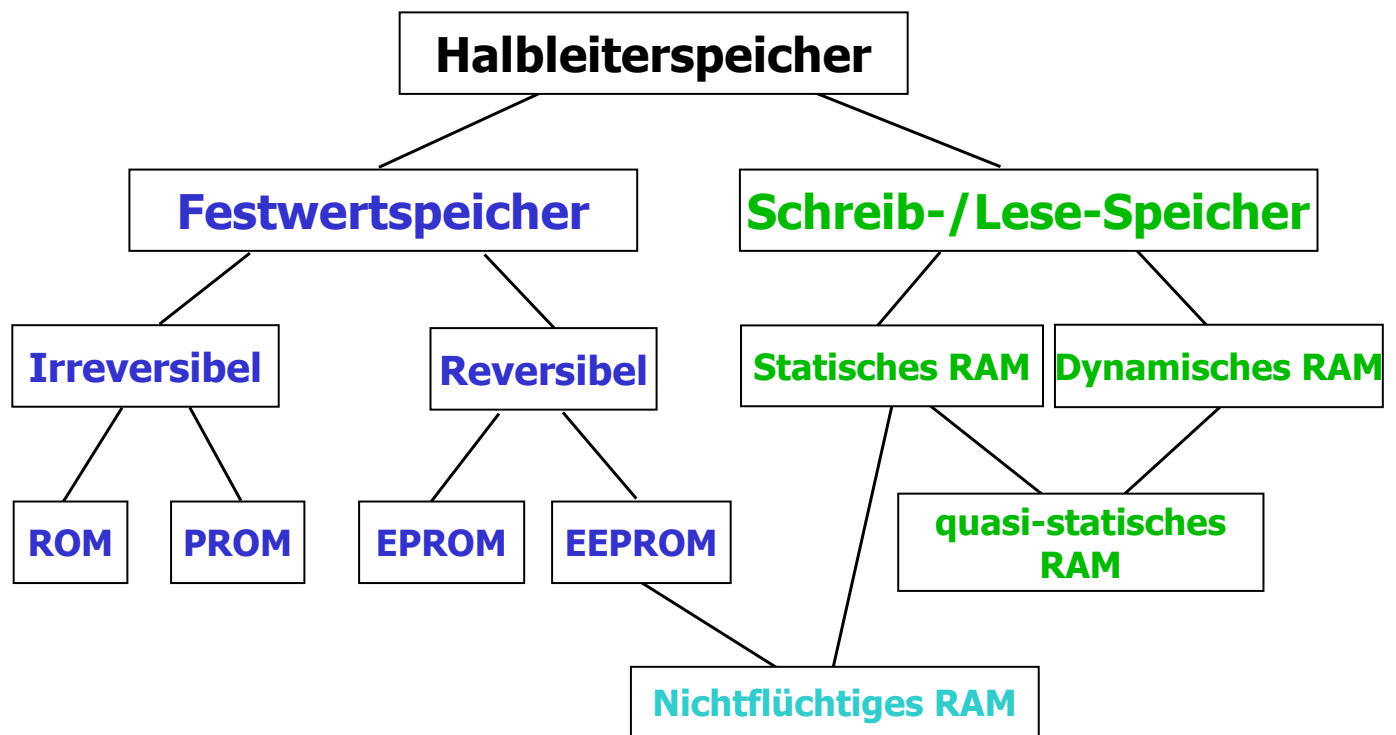 Halbleiterspeicher
Festwertspeicher
Schreib-/Lese-Speicher
Irreversibel
Reversibel
Statisches RAM
Dynamisches RAM
ROM
PROM
EPROM
EEPROM
quasi-statisches
RAM
Nichtflüchtiges RAM